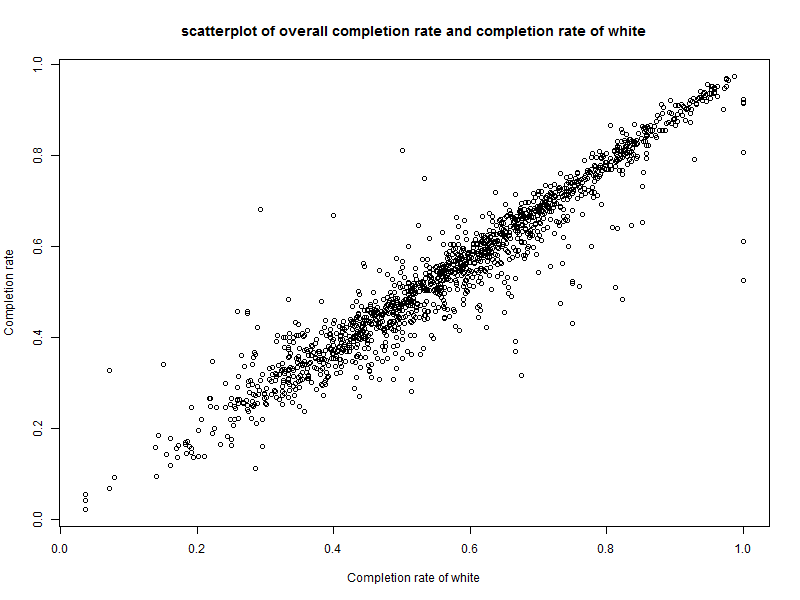 scatterplot of overall completion rate and completion rate of white
Completion rate
1.0
0.8
0.6
0.4
0.2
0.0
0.0 0.2 0.4 0.6 0.8 1.0
Completion rate of white